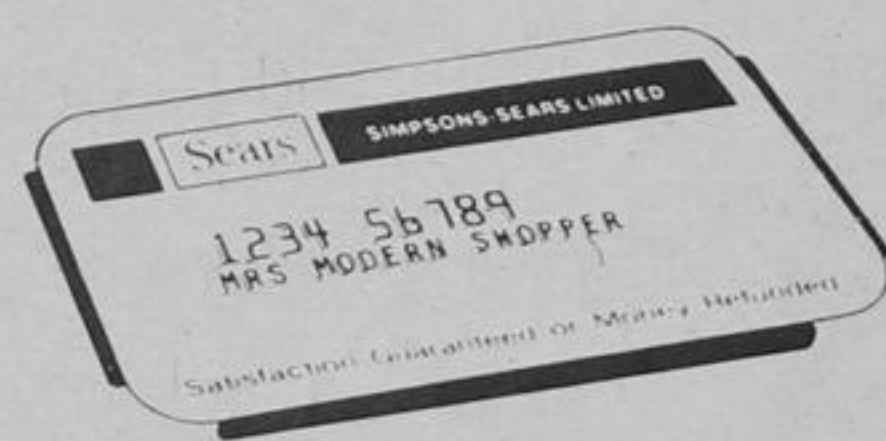 Sears
SIMPSONS-SEARS LIMITED
1234 56789
MRS MODERN SHOPPER
Satisfaction Guaranteed or Money Refunded